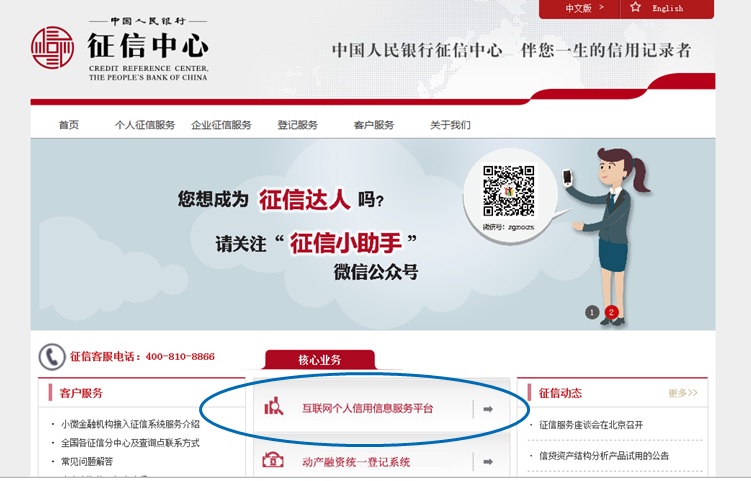 中文版 > English
中国人民银行
征信中心
CREDIT REFERENCE CENTER,
THE PEOPLE'S BANK OF CHINA
中国人民银行征信中心 伴您一生的信用记录者
首页 个人征信服务 企业征信服务 登记服务 客户服务 关于我们
您想成为 征信达人 吗?
请关注“征信小助手”
微信公众号
微信号: zgzxzx
1 2
征信客服电话：400-810-8866
核心业务
客户服务
小微金融机构接入征信系统服务介绍
全国各征信分中心及查询点联系方式
常见问题解答
互联网个人信用信息服务平台
动产融资统一登记系统
征信动态 更多>>
征信服务座谈会在北京召开
信贷资产结构分析产品试用的公告